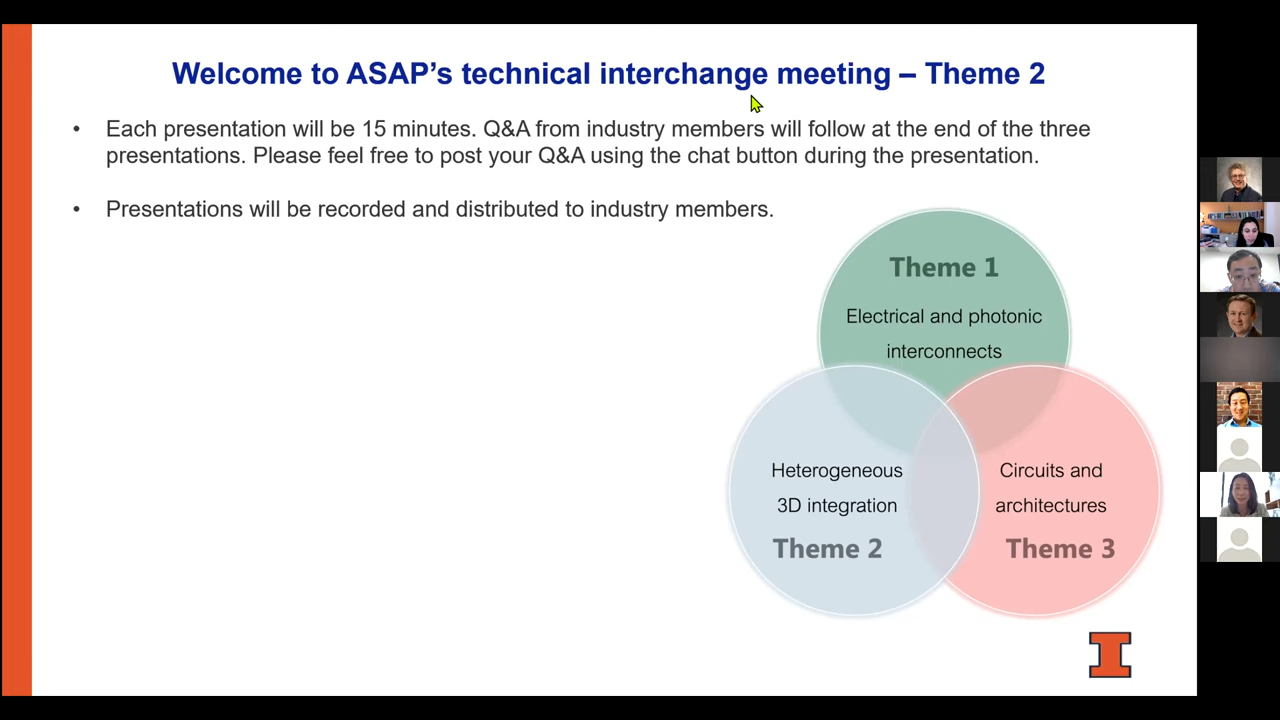 Welcome to ASAP’s technical interchange meeting – Theme 2
• Each presentation will be 15 minutes. Q&A from industry members will follow at the end of the three
presentations. Please feel free to post your Q&A using the chat button during the presentation.
• Presentations will be recorded and distributed to industry members.
Theme 1
Electrical and photonic
interconnects
Heterogeneous
3D integration
Theme 2
Circuits and
architectures
Theme 3